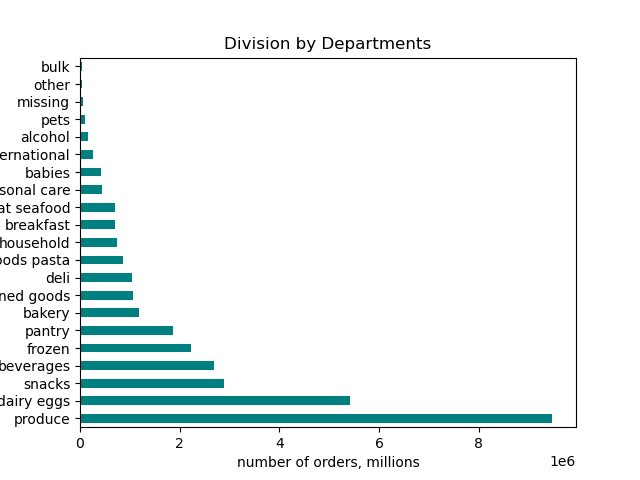 Division by Departments
bulk
other
missing
pets
alcohol
ernational
babies
sonal care
at seafood
breakfast
household
oods pasta
deli
ned goods
bakery
pantry
frozen
beverages
snacks
dairy eggs
produce
0 2 4 6 8
1e6
number of orders, millions